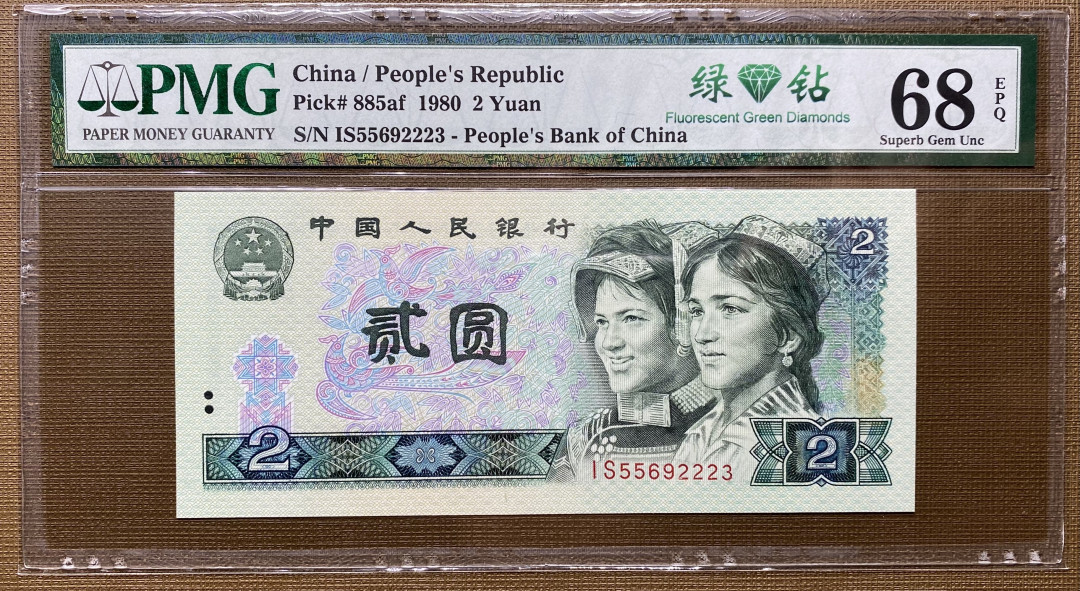 PMG
PAPER MONEY GUARANTY
China / People's Republic
Pick# 885af 1980 2 Yuan
S/N IS55692223 - People's Bank of China
绿 钻
Fluorescent Green Diamonds
68
EPQ
Superb Gem Unc
中国人民银行
2
贰圆
2
IS55692223
2